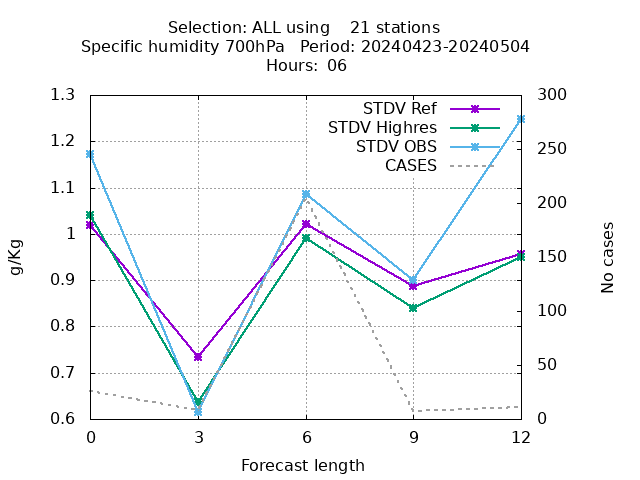 Selection: ALL using    21 stations
Specific humidity 700hPa   Period: 20240423-20240504
Hours: 06
1.3
1.2
1.1
1
0.9
0.8
0.7
0.6
g/Kg
STDV Ref
STDV Highres
STDV OBS
CASES
300
250
200
150
100
50
0
No cases
0 3 6 9 12
Forecast length